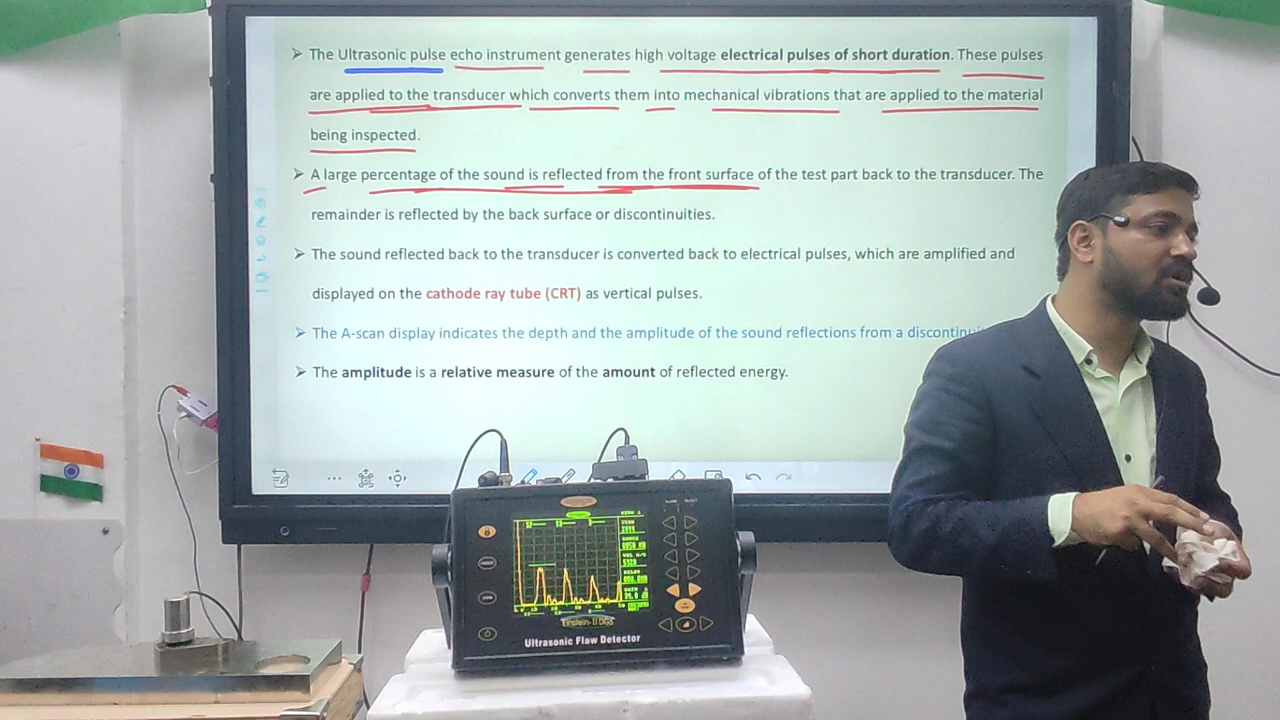 ➢ The Ultrasonic pulse echo instrument generates high voltage electrical pulses of short duration. These pulses
are applied to the transducer which converts them into mechanical vibrations that are applied to the material
being inspected.
➢ A large percentage of the sound is reflected from the front surface of the test part back to the transducer. The
remainder is reflected by the back surface or discontinuities.
➢ The sound reflected back to the transducer is converted back to electrical pulses, which are amplified and
displayed on the cathode ray tube (CRT) as vertical pulses.
➢ The A-scan display indicates the depth and the amplitude of the sound reflections from a
➢ The amplitude is a relative measure of the amount of reflected energy.
Einstein-II DGS
Ultrasonic Flaw Detector